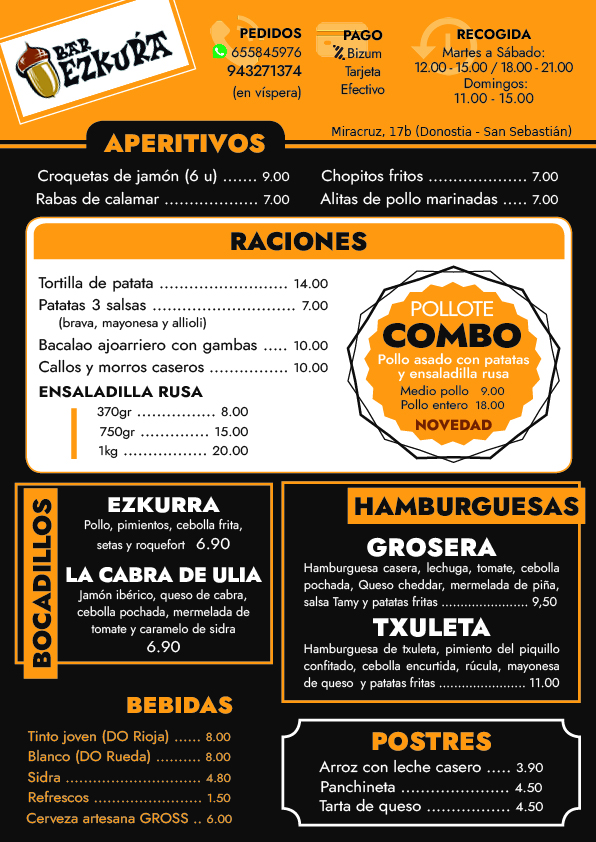 BAR
EZKURA
PEDIDOS
655845976
943271374
(en víspera)
PAGO
Bizum
Tarjeta
Efectivo
RECOGIDA
Martes a Sábado:
12.00 - 15.00 / 18.00 - 21.00
Domingos:
11.00 - 15.00
Miracruz, 17b (Donostia - San Sebastián)
APERITIVOS
Croquetas de jamón (6 u) ....... 9.00
Rabas de calamar ................... 7.00
Chopitos fritos .................... 7.00
Alitas de pollo marinadas ..... 7.00
RACIONES
Tortilla de patata .......................... 14.00
Patatas 3 salsas ............................. 7.00
(brava, mayonesa y allioli)
Bacalao ajoarriero con gambas ..... 10.00
Callos y morros caseros ................ 10.00
ENSALADILLA RUSA
370gr ................ 8.00
750gr .............. 15.00
1kg ................. 20.00
POLLOTE
COMBO
Pollo asado con patatas
y ensaladilla rusa
Medio pollo 9.00
Pollo entero 18.00
NOVEDAD
BOCADILLOS
EZKURRA
Pollo, pimientos, cebolla frita,
setas y roquefort 6.90
LA CABRA DE ULIA
Jamón ibérico, queso de cabra,
cebolla pochada, mermelada de
tomate y caramelo de sidra
6.90
HAMBURGUESAS
GROSERA
Hamburguesa casera, lechuga, tomate, cebolla
pochada, Queso cheddar, mermelada de piña,
salsa Tamy y patatas fritas ....................... 9,50
TXULETA
Hamburguesa de txuleta, pimiento del piquillo
confitado, cebolla encurtida, rúcula, mayonesa
de queso y patatas fritas ....................... 11.00
BEBIDAS
Tinto joven (DO Rioja) ...... 8.00
Blanco (DO Rueda) ......... 8.00
Sidra ............................ 4.80
Refrescos ...................... 1.50
Cerveza artesana GROSS .. 6.00
POSTRES
Arroz con leche casero ..... 3.90
Panchineta ...................... 4.50
Tarta de queso ................. 4.50